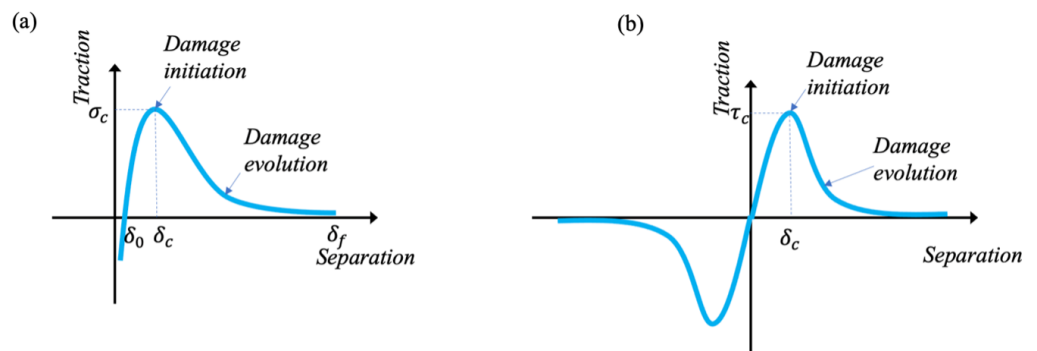 (a)
Traction
Damage
initiation
σc
Damage
evolution
δ0 δc
δf
Separation
(b)
Traction
Damage
initiation
τc
Damage
evolution
δc
Separation